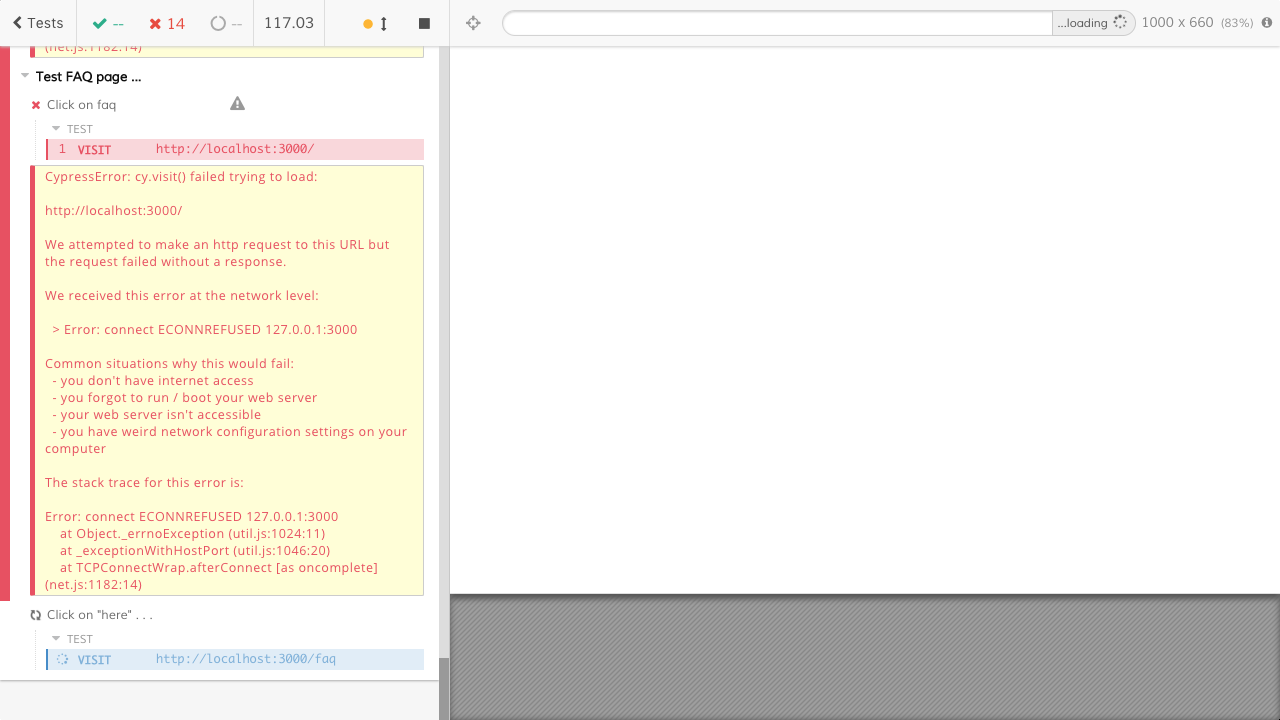 Tests -- 14 -- 117.03 ...loading 1000 x 660 (83%)
(net.js:1182:14)
Test FAQ page ...
Click on faq
TEST
1 VISIT http://localhost:3000/
CypressError: cy.visit() failed trying to load:
http://localhost:3000/
We attempted to make an http request to this URL but
the request failed without a response.
We received this error at the network level:
> Error: connect ECONNREFUSED 127.0.0.1:3000
Common situations why this would fail:
- you don't have internet access
- you forgot to run / boot your web server
- your web server isn't accessible
- you have weird network configuration settings on your
computer
The stack trace for this error is:
Error: connect ECONNREFUSED 127.0.0.1:3000
at Object._errnoException (util.js:1024:11)
at _exceptionWithHostPort (util.js:1046:20)
at TCPConnectWrap.afterConnect [as oncomplete]
(net.js:1182:14)
Click on "here" . . .
TEST
VISIT http://localhost:3000/faq